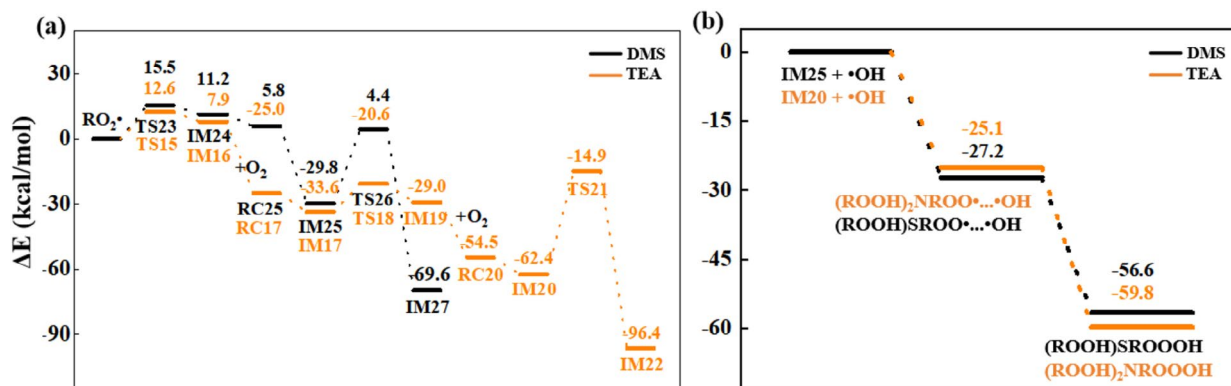 (a)
DMS
TEA
ΔE (kcal/mol)
30
0
-30
-60
-90
RO₂•
15.5
12.6
TS23
TS15
11.2
7.9
IM24
IM16
+O₂
5.8
-25.0
RC25
RC17
-29.8
-33.6
IM25
IM17
4.4
-20.6
TS26
TS18
-29.0
IM19
-69.6
IM27
+O₂
-54.5
RC20
-62.4
IM20
-14.9
TS21
-96.4
IM22
(b)
DMS
TEA
0
-15
-30
-45
-60
IM25 + •OH
IM20 + •OH
-25.1
-27.2
(ROOH)₂NROO•...•OH
(ROOH)SROO•...•OH
-56.6
-59.8
(ROOH)SROOOH
(ROOH)₂NROOOH